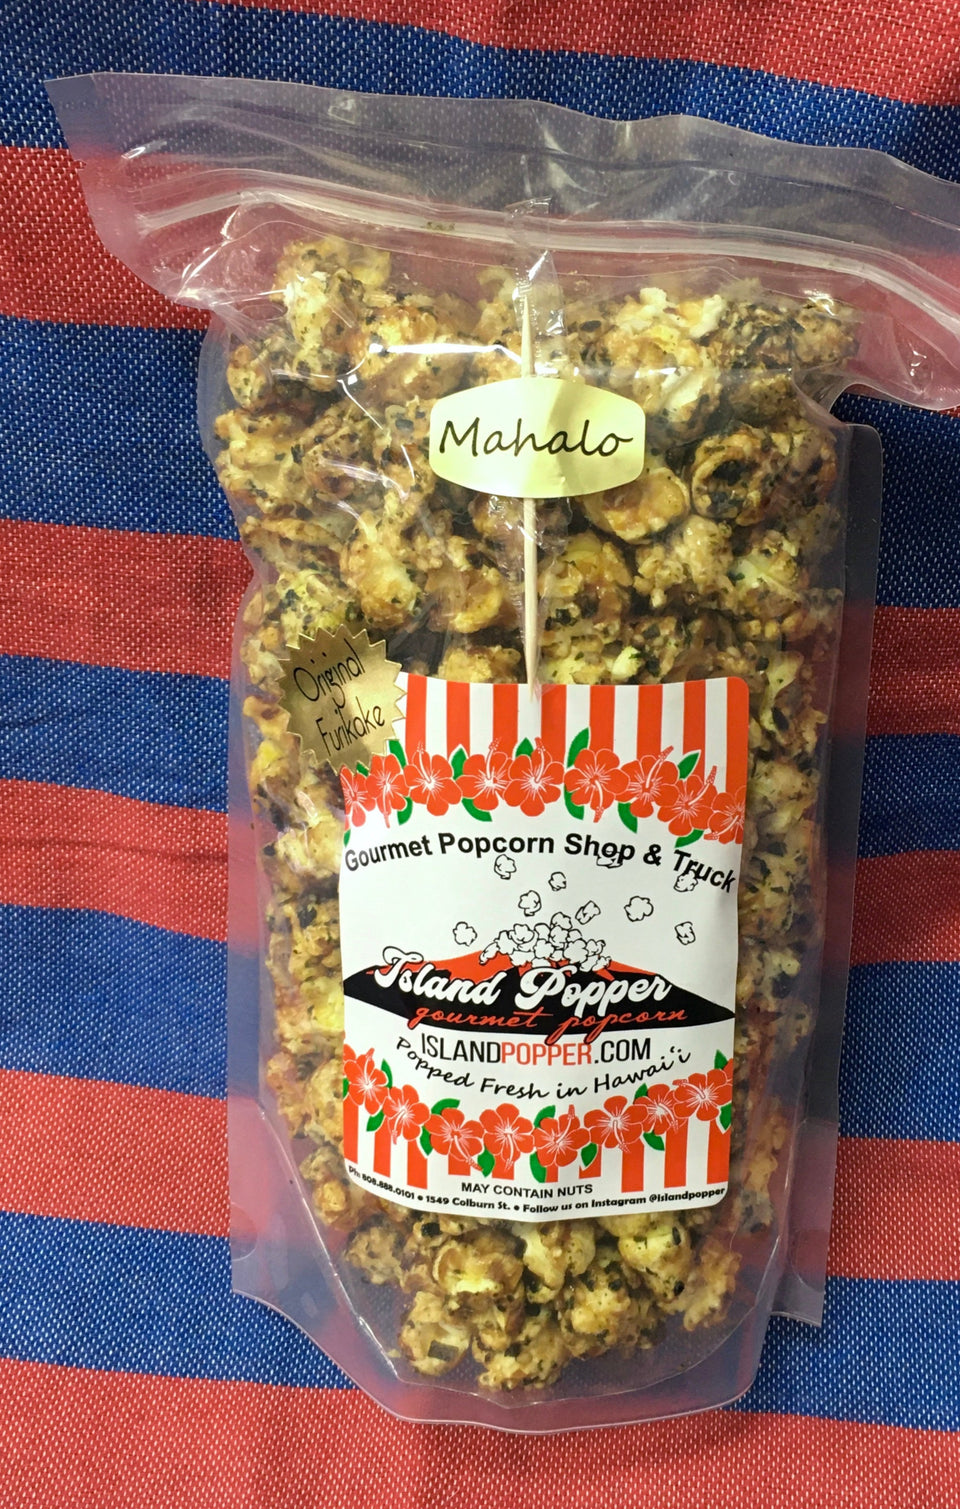 Mahalo
Original
Furikake
Gourmet Popcorn Shop & Truck
Island Popper
gourmet popcorn
ISLANDPOPPER.COM
Popped Fresh in Hawai'i
MAY CONTAIN NUTS
Ph: 808.888.0101 • 1549 Colburn St. • Follow us on Instagram @islandpopper